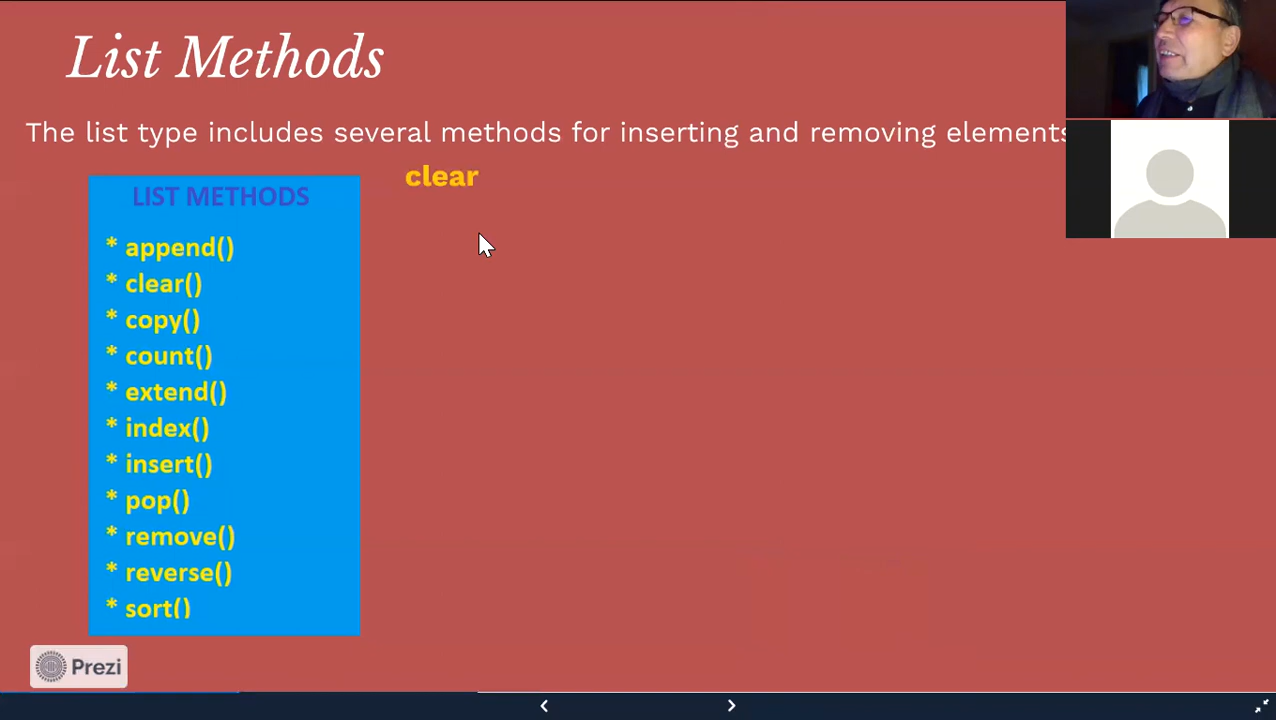 List Methods
The list type includes several methods for inserting and removing elements
clear
LIST METHODS
* append()
* clear()
* copy()
* count()
* extend()
* index()
* insert()
* pop()
* remove()
* reverse()
* sort()
Prezi